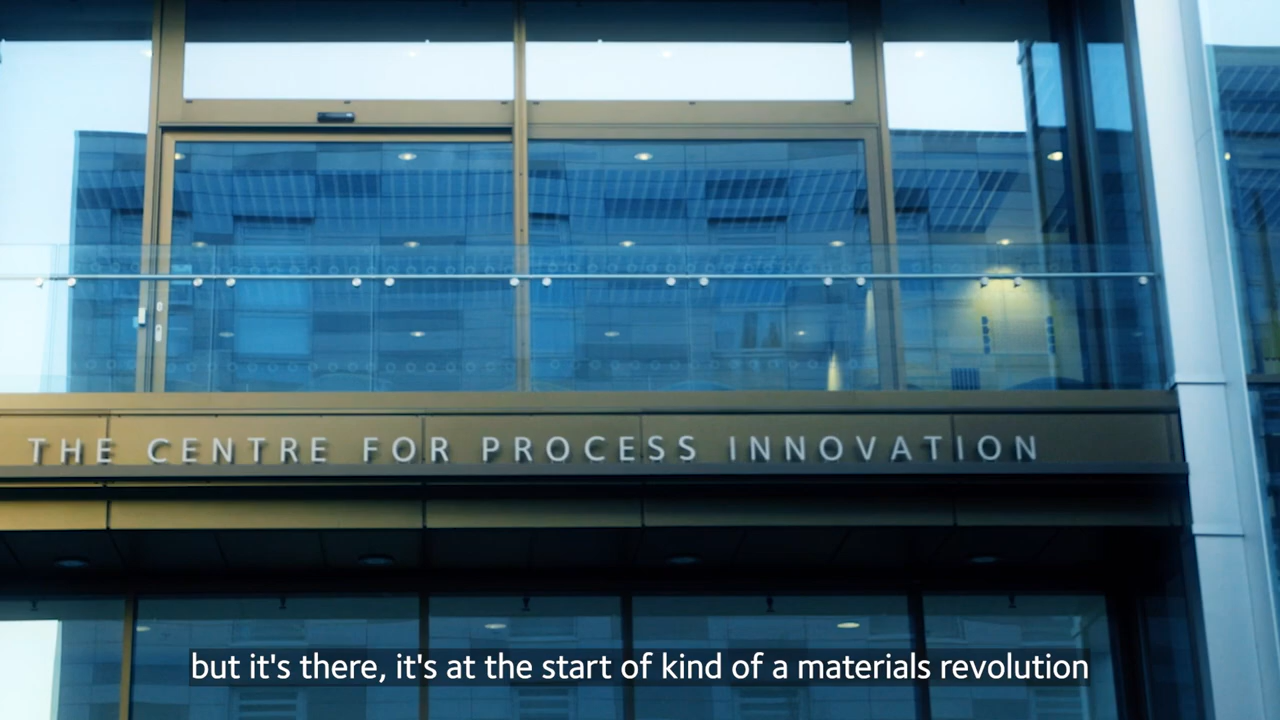 THE CENTRE FOR PROCESS INNOVATION
but it's there, it's at the start of kind of a materials revolution